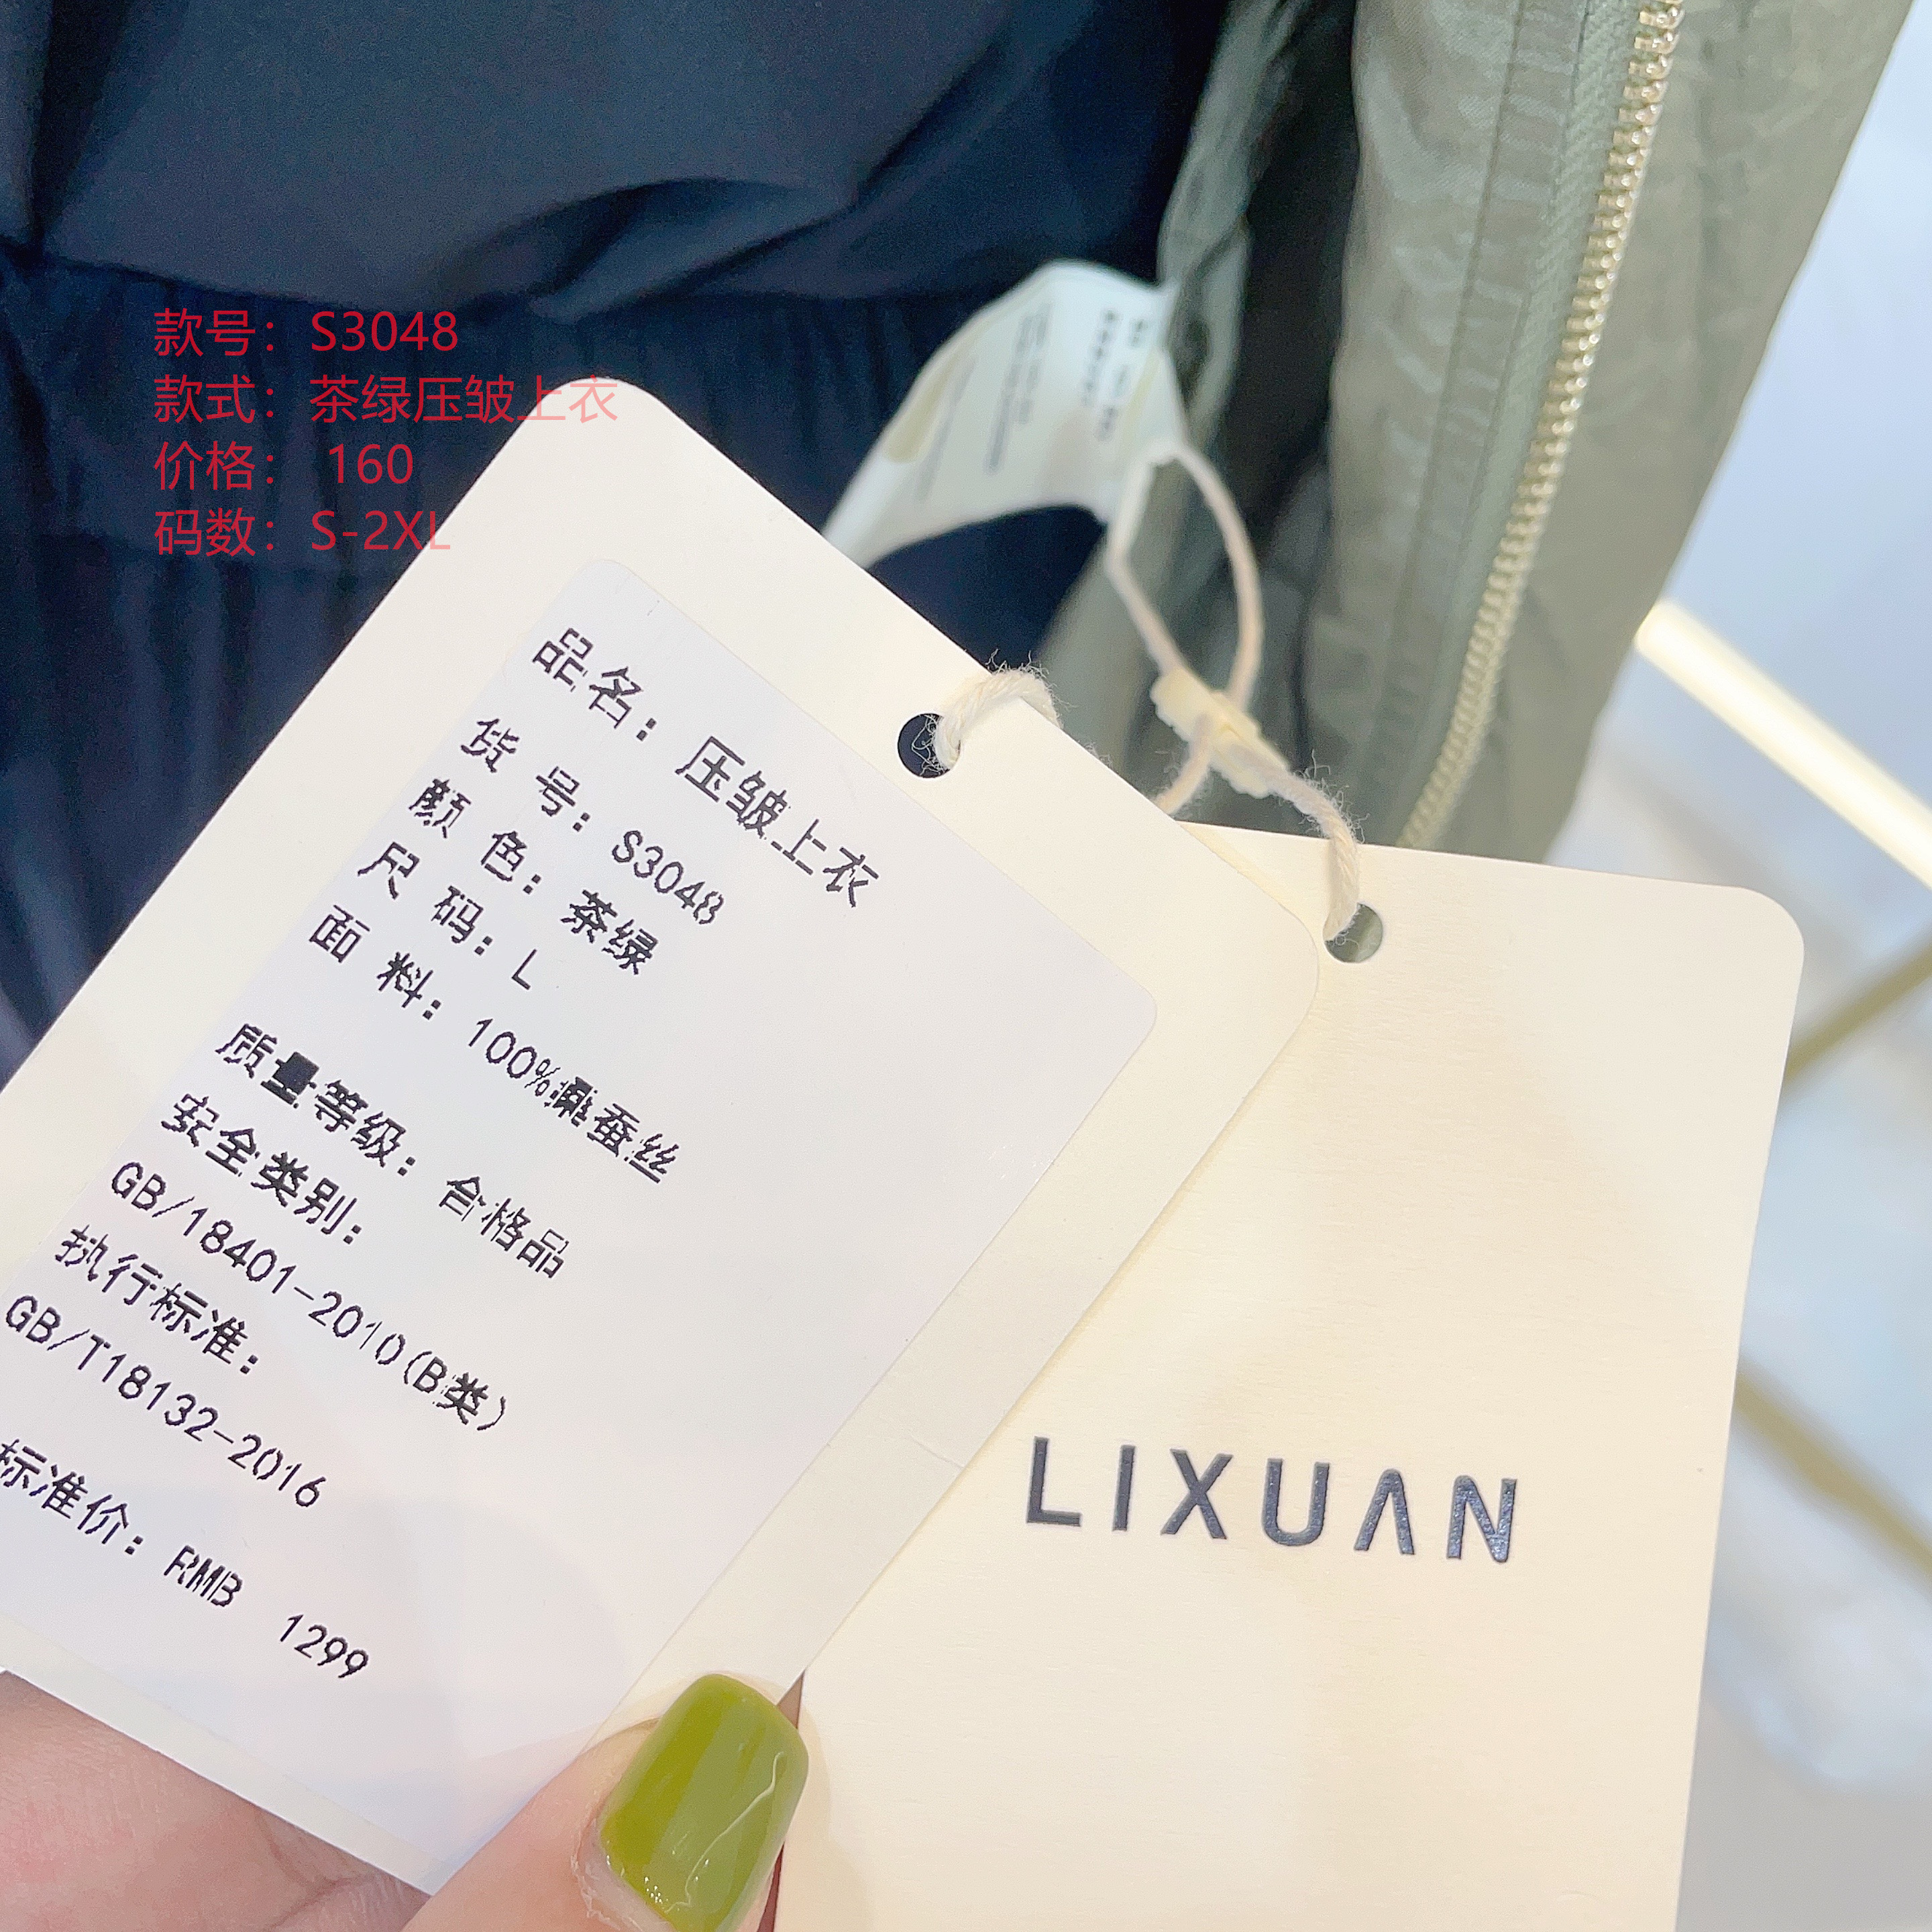 款号：S3048
款式：茶绿压皱上衣
价格： 160
码数：S-2XL
品名：压皱上衣
货 号：S3048
颜 色：茶绿
尺 码：L
面 料：100%桑蚕丝
质量等级：合格品
安全类别：
GB/18401-2010(B类)
执行标准：
GB/T18132-2016
标准价：RMB 1299
LIXUAN